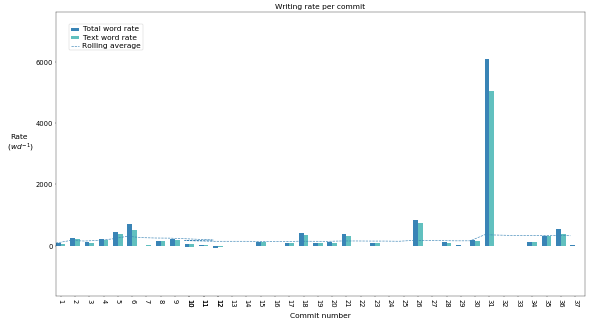 Writing rate per commit
Total word rate
Text word rate
Rolling average
6000
4000
2000
0
Rate
(wd⁻¹)
1 2 3 4 5 6 7 8 9 10 11 12 13 14 15 16 17 18 19 20 21 22 23 24 25 26 27 28 29 30 31 32 33 34 35 36 37
Commit number